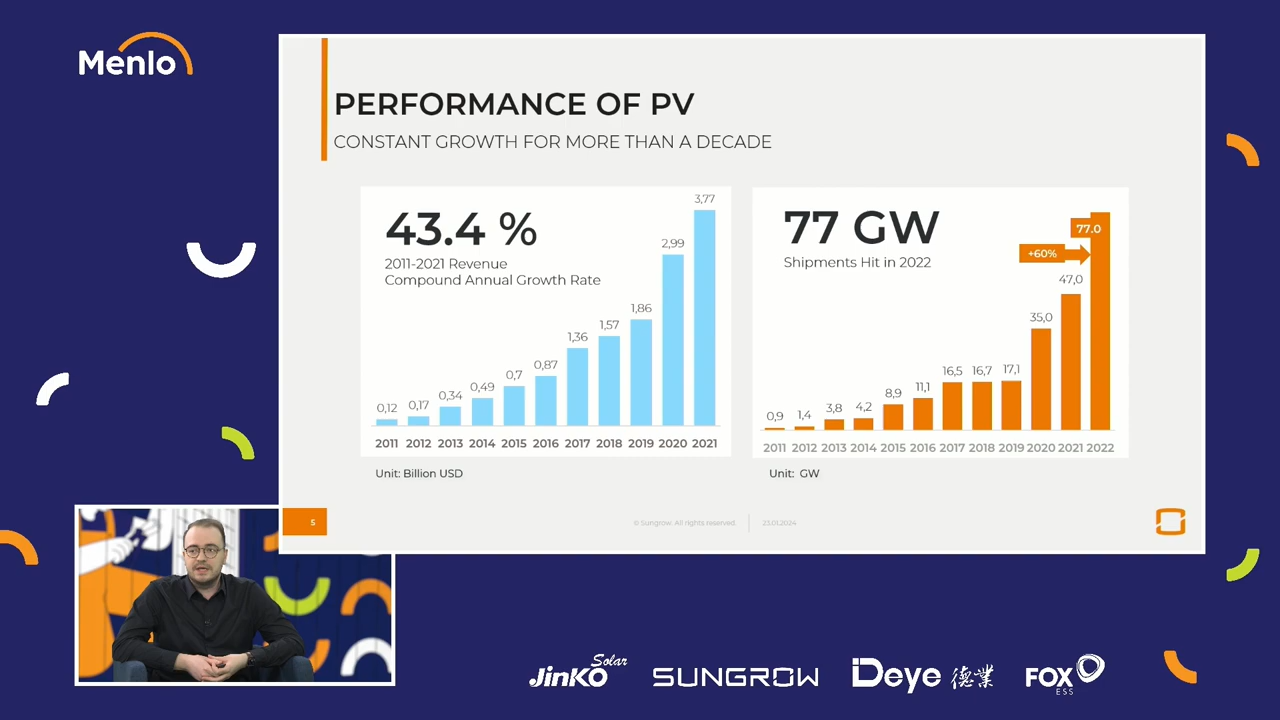 Menlo
PERFORMANCE OF PV
CONSTANT GROWTH FOR MORE THAN A DECADE
43.4 %
2011-2021 Revenue
Compound Annual Growth Rate
0,12 0,17 0,34 0,49 0,7 0,87 1,36 1,57 1,86 2,99 3,77
2011 2012 2013 2014 2015 2016 2017 2018 2019 2020 2021
Unit: Billion USD
77 GW
Shipments Hit in 2022
+60%
0,9 1,4 3,8 4,2 8,9 11,1 16,5 16,7 17,1 35,0 47,0 77.0
2011 2012 2013 2014 2015 2016 2017 2018 2019 2020 2021 2022
Unit: GW
5
© Sungrow. All rights reserved.
23.01.2024
JinKO Solar
SUNGROW
Deye 德業
FOX ESS